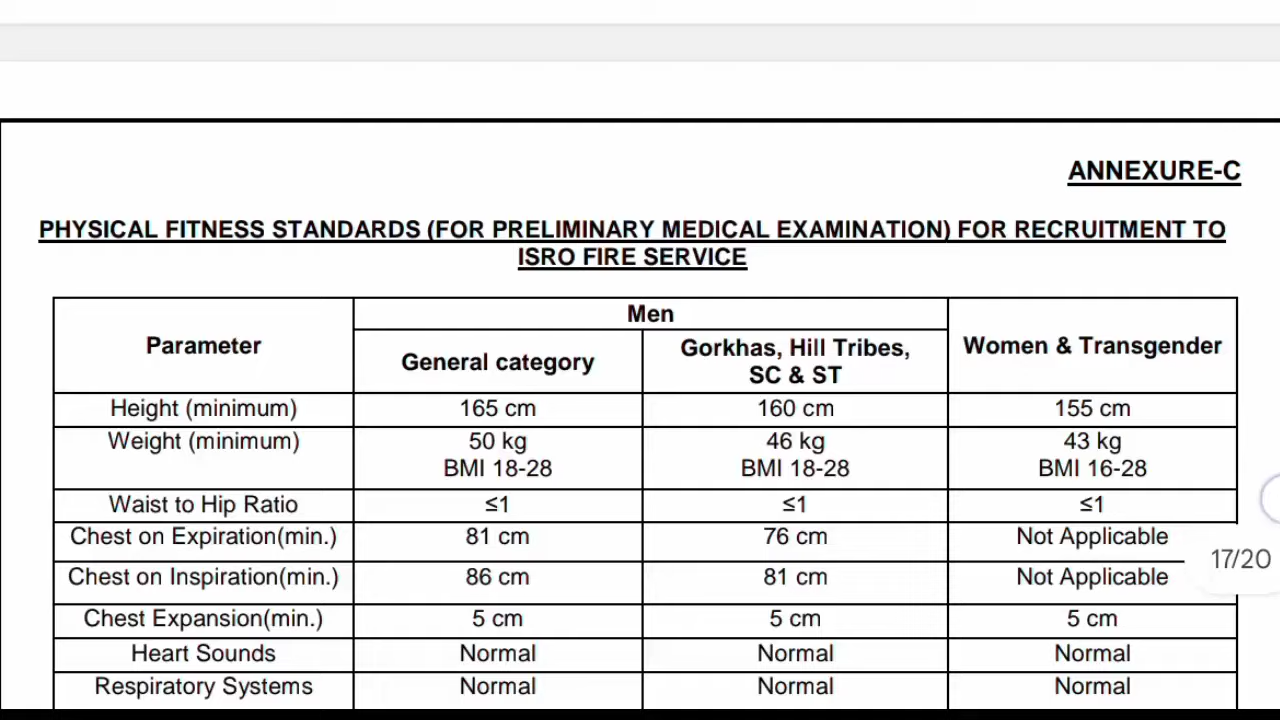 ANNEXURE-C
PHYSICAL FITNESS STANDARDS (FOR PRELIMINARY MEDICAL EXAMINATION) FOR RECRUITMENT TO
ISRO FIRE SERVICE
Parameter
Men
Women & Transgender
General category
Gorkhas, Hill Tribes,
SC & ST
Height (minimum) 165 cm 160 cm 155 cm
Weight (minimum) 50 kg 46 kg 43 kg
BMI 18-28 BMI 18-28 BMI 16-28
Waist to Hip Ratio ≤1 ≤1 ≤1
Chest on Expiration(min.) 81 cm 76 cm Not Applicable
17/20
Chest on Inspiration(min.) 86 cm 81 cm Not Applicable
Chest Expansion(min.) 5 cm 5 cm 5 cm
Heart Sounds Normal Normal Normal
Respiratory Systems Normal Normal Normal